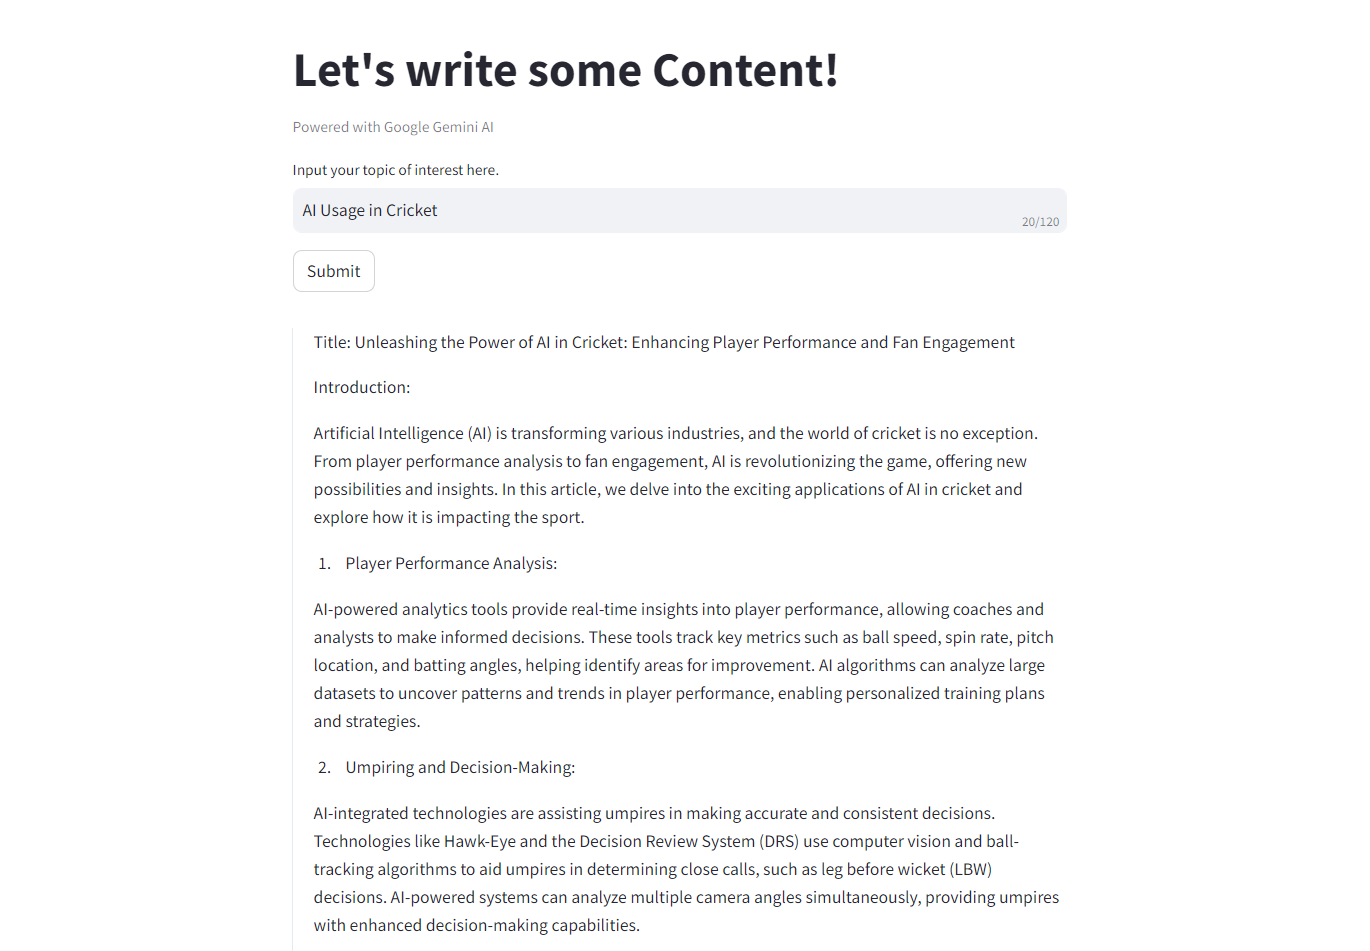 Let's write some Content!
Powered with Google Gemini AI
Input your topic of interest here.
AI Usage in Cricket
20/120
Submit
Title: Unleashing the Power of AI in Cricket: Enhancing Player Performance and Fan Engagement
Introduction:
Artificial Intelligence (AI) is transforming various industries, and the world of cricket is no exception.
From player performance analysis to fan engagement, AI is revolutionizing the game, offering new
possibilities and insights. In this article, we delve into the exciting applications of AI in cricket and
explore how it is impacting the sport.
1. Player Performance Analysis:
AI-powered analytics tools provide real-time insights into player performance, allowing coaches and
analysts to make informed decisions. These tools track key metrics such as ball speed, spin rate, pitch
location, and batting angles, helping identify areas for improvement. AI algorithms can analyze large
datasets to uncover patterns and trends in player performance, enabling personalized training plans
and strategies.
2. Umpiring and Decision-Making:
AI-integrated technologies are assisting umpires in making accurate and consistent decisions.
Technologies like Hawk-Eye and the Decision Review System (DRS) use computer vision and ball-
tracking algorithms to aid umpires in determining close calls, such as leg before wicket (LBW)
decisions. AI-powered systems can analyze multiple camera angles simultaneously, providing umpires
with enhanced decision-making capabilities.